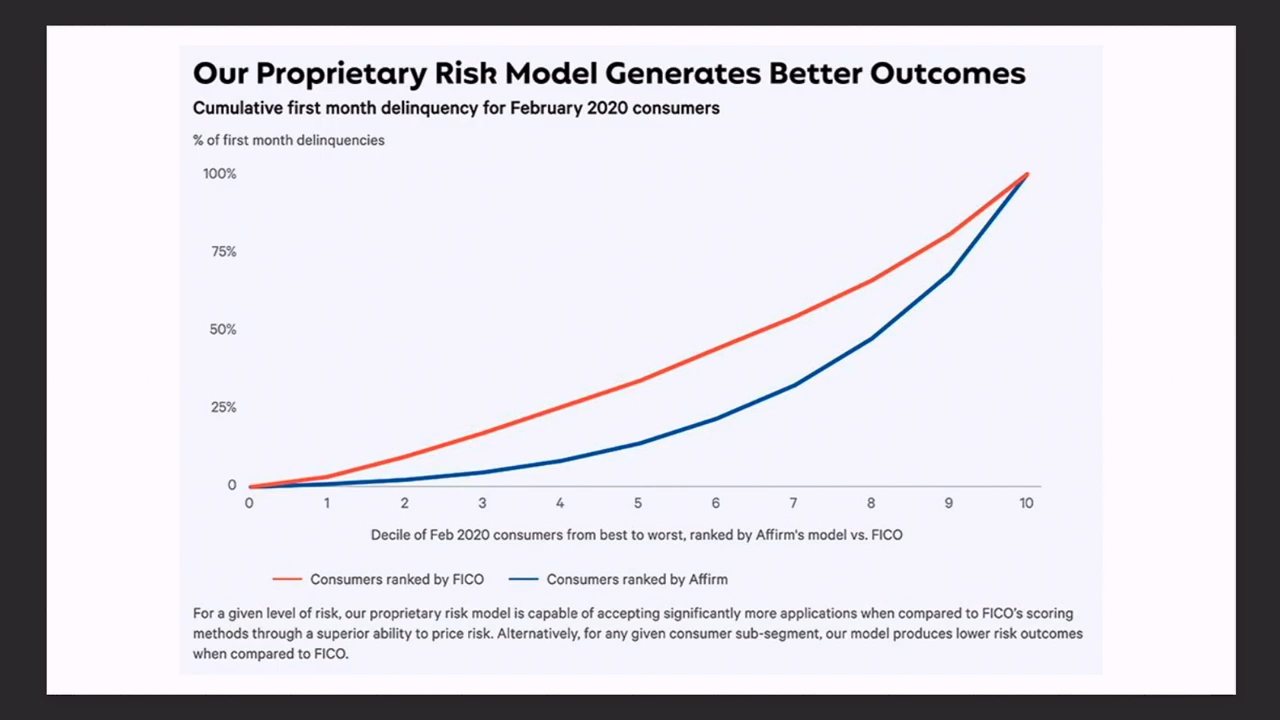 Our Proprietary Risk Model Generates Better Outcomes
Cumulative first month delinquency for February 2020 consumers
% of first month delinquencies
100%
75%
50%
25%
0
0 1 2 3 4 5 6 7 8 9 10
Decile of Feb 2020 consumers from best to worst, ranked by Affirm's model vs. FICO
Consumers ranked by FICO Consumers ranked by Affirm
For a given level of risk, our proprietary risk model is capable of accepting significantly more applications when compared to FICO's scoring
methods through a superior ability to price risk. Alternatively, for any given consumer sub-segment, our model produces lower risk outcomes
when compared to FICO.